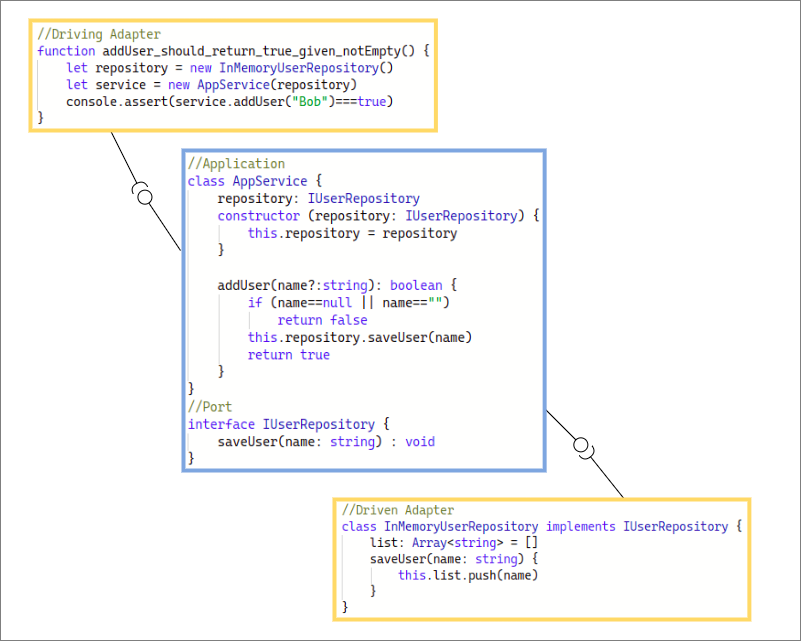 //Driving Adapter
function addUser_should_return_true_given_notEmpty() {
    let repository = new InMemoryUserRepository()
    let service = new AppService(repository)
    console.assert(service.addUser("Bob")===true)
}
//Application
class AppService {
    repository: IUserRepository
    constructor (repository: IUserRepository) {
        this.repository = repository
    }

    addUser(name?:string): boolean {
        if (name==null || name=="")
            return false
        this.repository.saveUser(name)
        return true
    }
}
//Port
interface IUserRepository {
    saveUser(name: string) : void
}
//Driven Adapter
class InMemoryUserRepository implements IUserRepository {
    list: Array<string> = []
    saveUser(name: string) {
        this.list.push(name)
    }
}